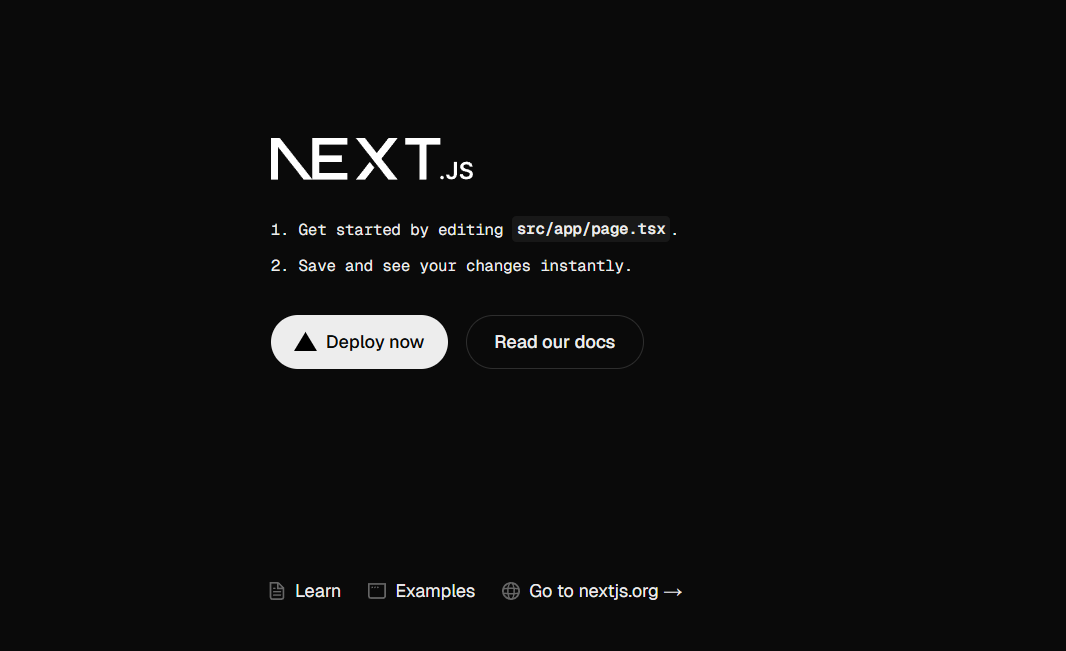 NEXT.JS
1. Get started by editing src/app/page.tsx.
2. Save and see your changes instantly.
Deploy now Read our docs
Learn Examples Go to nextjs.org →